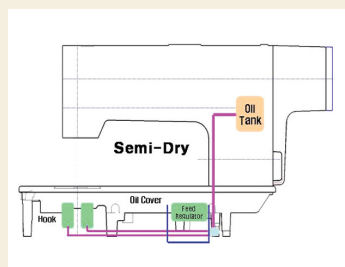 Oil
Tank
Semi-Dry
Oil Cover
Feed
Regulator
Hook